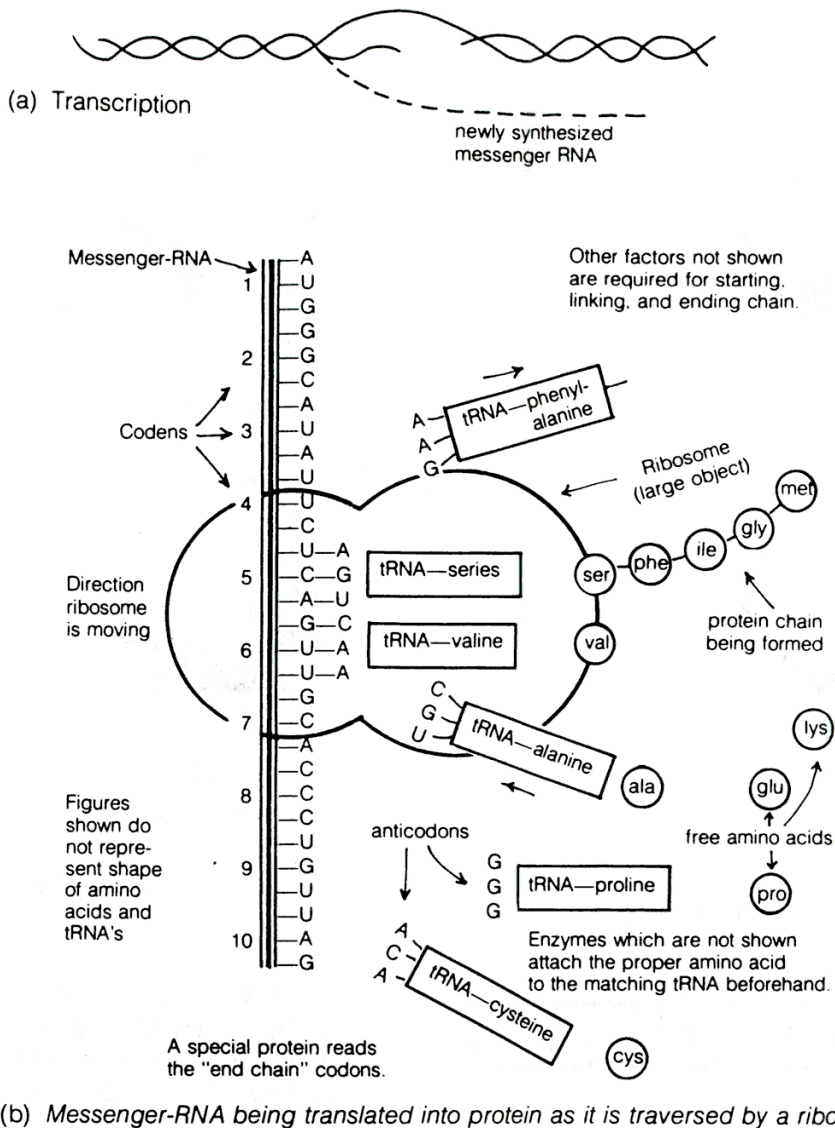 (a) Transcription
newly synthesized
messenger RNA
Messenger-RNA
Other factors not shown
are required for starting,
linking, and ending chain.
A
1 U
G
G
2 G
C
A
Codens 3 U
A
U
4 U
C
U A
5 C G
A U
G C
6 U A
U A
G
7 C
A
C
8 C
C
U
9 G
U
U
10 A
G
A
A
G
tRNA—phenyl-
alanine
Ribosome
(large object)
met
gly
ile
phe
ser
val
tRNA—series
tRNA—valine
Direction
ribosome
is moving
protein chain
being formed
C
G
U
tRNA—alanine
ala
lys
glu
free amino acids
pro
Figures
shown do
not repre-
sent shape
of amino
acids and
tRNA's
anticodons
G
G
G
tRNA—proline
A
C
A
tRNA—cysteine
cys
Enzymes which are not shown
attach the proper amino acid
to the matching tRNA beforehand.
A special protein reads
the "end chain" codons.
(b) Messenger-RNA being translated into protein as it is traversed by a ribo